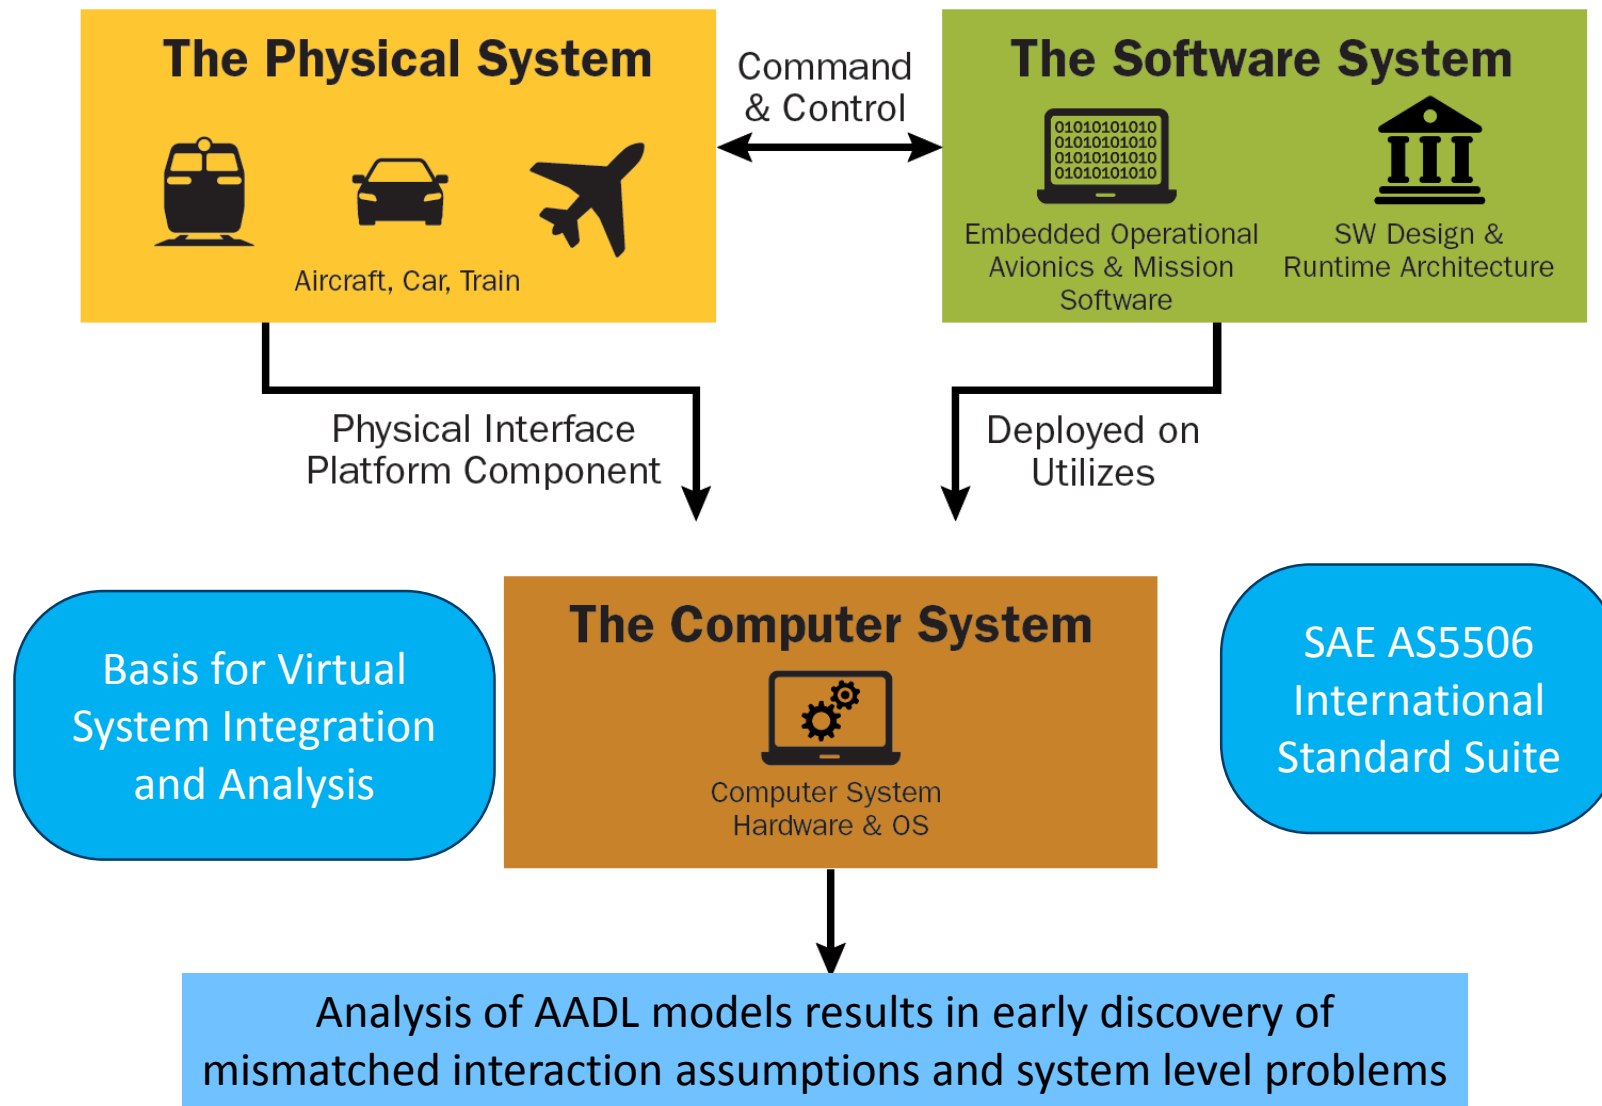 The Physical System
Aircraft, Car, Train
Command
& Control
The Software System
01010101010
01010101010
01010101010
01010101010
Embedded Operational
Avionics & Mission
Software
SW Design &
Runtime Architecture
Physical Interface
Platform Component
Deployed on
Utilizes
Basis for Virtual
System Integration
and Analysis
The Computer System
Computer System
Hardware & OS
SAE AS5506
International
Standard Suite
Analysis of AADL models results in early discovery of
mismatched interaction assumptions and system level problems